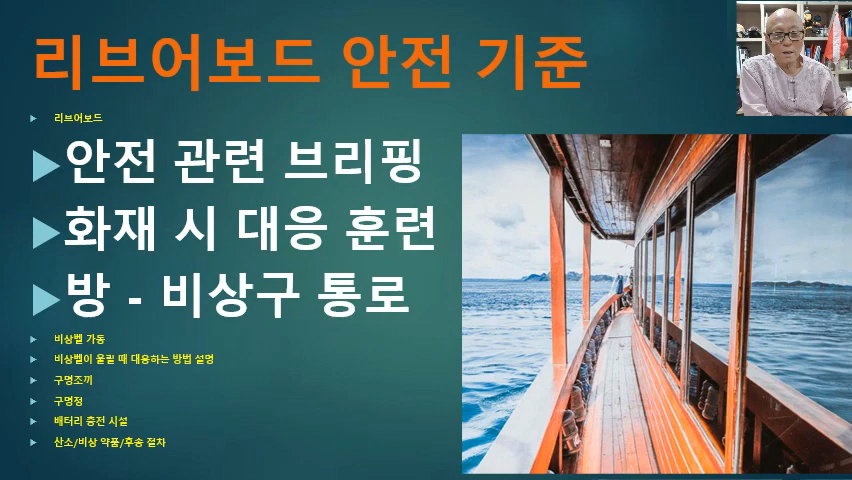 리브어보드 안전 기준
리브어보드
안전 관련 브리핑
화재 시 대응 훈련
방 - 비상구 통로
비상벨 가동
비상벨이 울릴 때 대응하는 방법 설명
구명조끼
구명정
배터리 충전 시설
산소/비상 약품/후송 절차